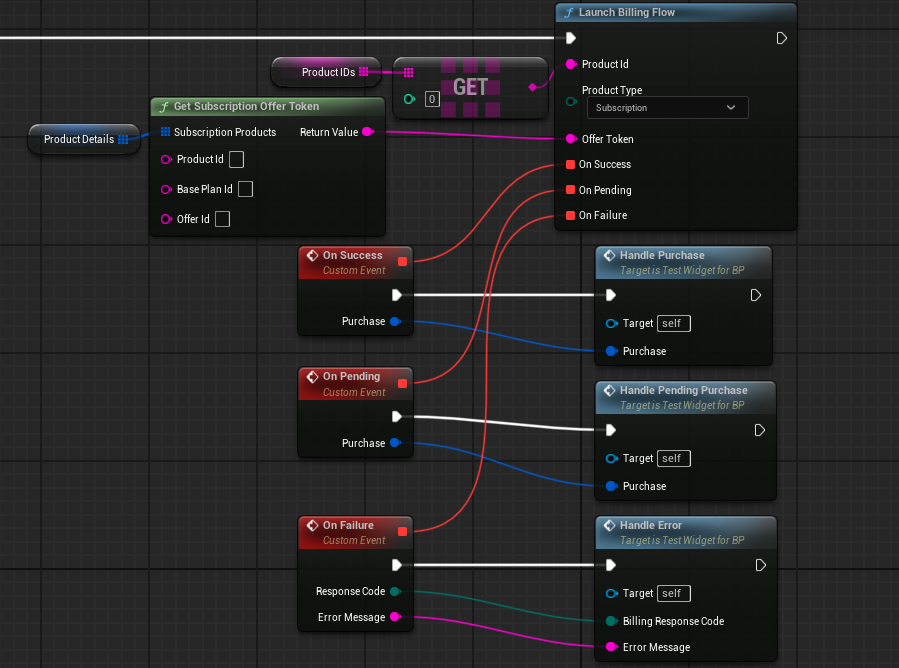 Launch Billing Flow
Product IDs
GET
0
Product Id
Product Type
Subscription
Get Subscription Offer Token
Product Details
Subscription Products
Return Value
Offer Token
Product Id
Base Plan Id
Offer Id
On Success
On Pending
On Failure
On Success
Custom Event
Purchase
Handle Purchase
Target is Test Widget for BP
Target
self
Purchase
On Pending
Custom Event
Purchase
Handle Pending Purchase
Target is Test Widget for BP
Target
self
Purchase
On Failure
Custom Event
Response Code
Error Message
Handle Error
Target is Test Widget for BP
Target
self
Billing Response Code
Error Message